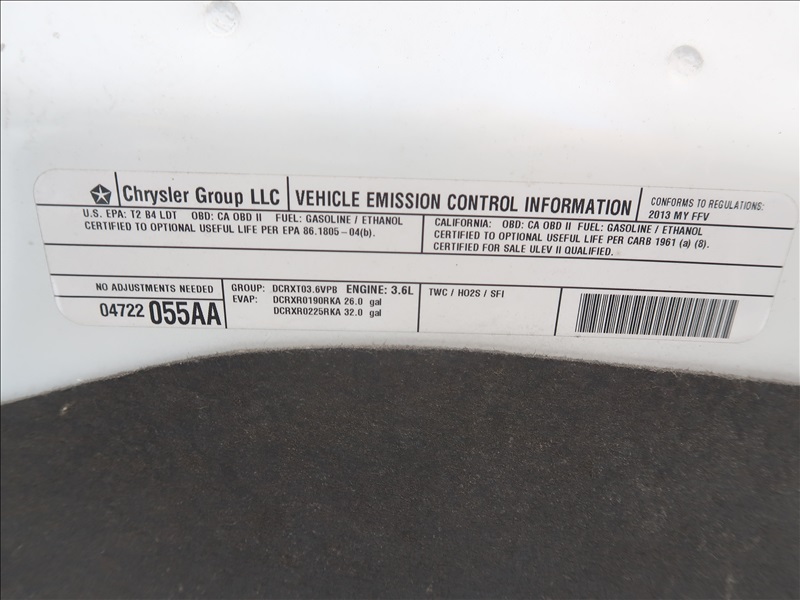 Chrysler Group LLC
VEHICLE EMISSION CONTROL INFORMATION
CONFORMS TO REGULATIONS:
2013 MY FFV
U.S. EPA: T2 B4 LDT OBD: CA OBD II FUEL: GASOLINE / ETHANOL
CERTIFIED TO OPTIONAL USEFUL LIFE PER EPA 86.1805-04(b).
CALIFORNIA: OBD: CA OBD II FUEL: GASOLINE / ETHANOL
CERTIFIED TO OPTIONAL USEFUL LIFE PER CARB 1961 (a) (8).
CERTIFIED FOR SALE ULEV II QUALIFIED.
NO ADJUSTMENTS NEEDED
04722 055AA
GROUP: DCRXT03.6VPB ENGINE: 3.6L
EVAP: DCRXR0190RKA 26.0 gal
DCRXR0225RKA 32.0 gal
TWC / HO2S / SFI